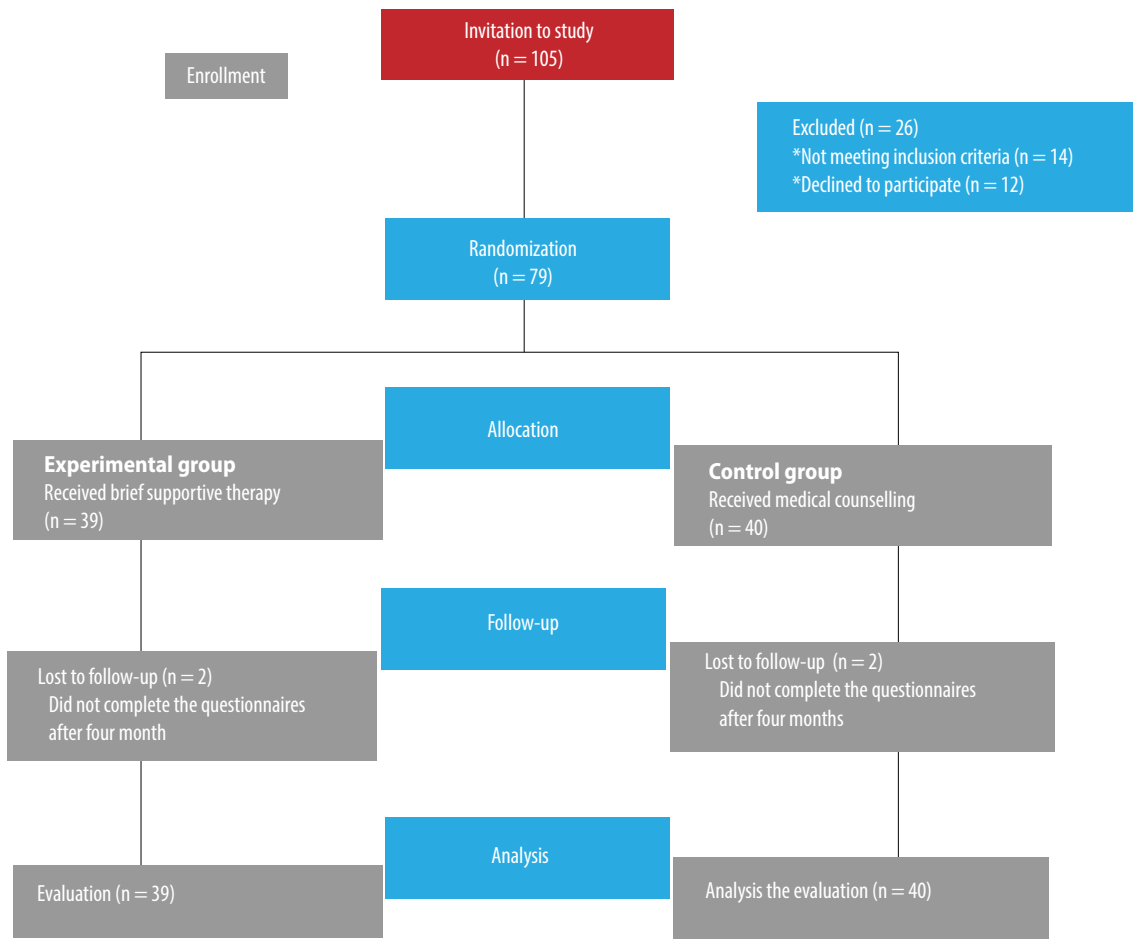 Invitation to study
(n = 105)
Enrollment
Excluded (n = 26)
*Not meeting inclusion criteria (n = 14)
*Declined to participate (n = 12)
Randomization
(n = 79)
Allocation
Experimental group
Received brief supportive therapy
(n = 39)
Control group
Received medical counselling
(n = 40)
Follow-up
Lost to follow-up (n = 2)
Did not complete the questionnaires
after four month
Lost to follow-up (n = 2)
Did not complete the questionnaires
after four months
Analysis
Evaluation (n = 39)
Analysis the evaluation (n = 40)